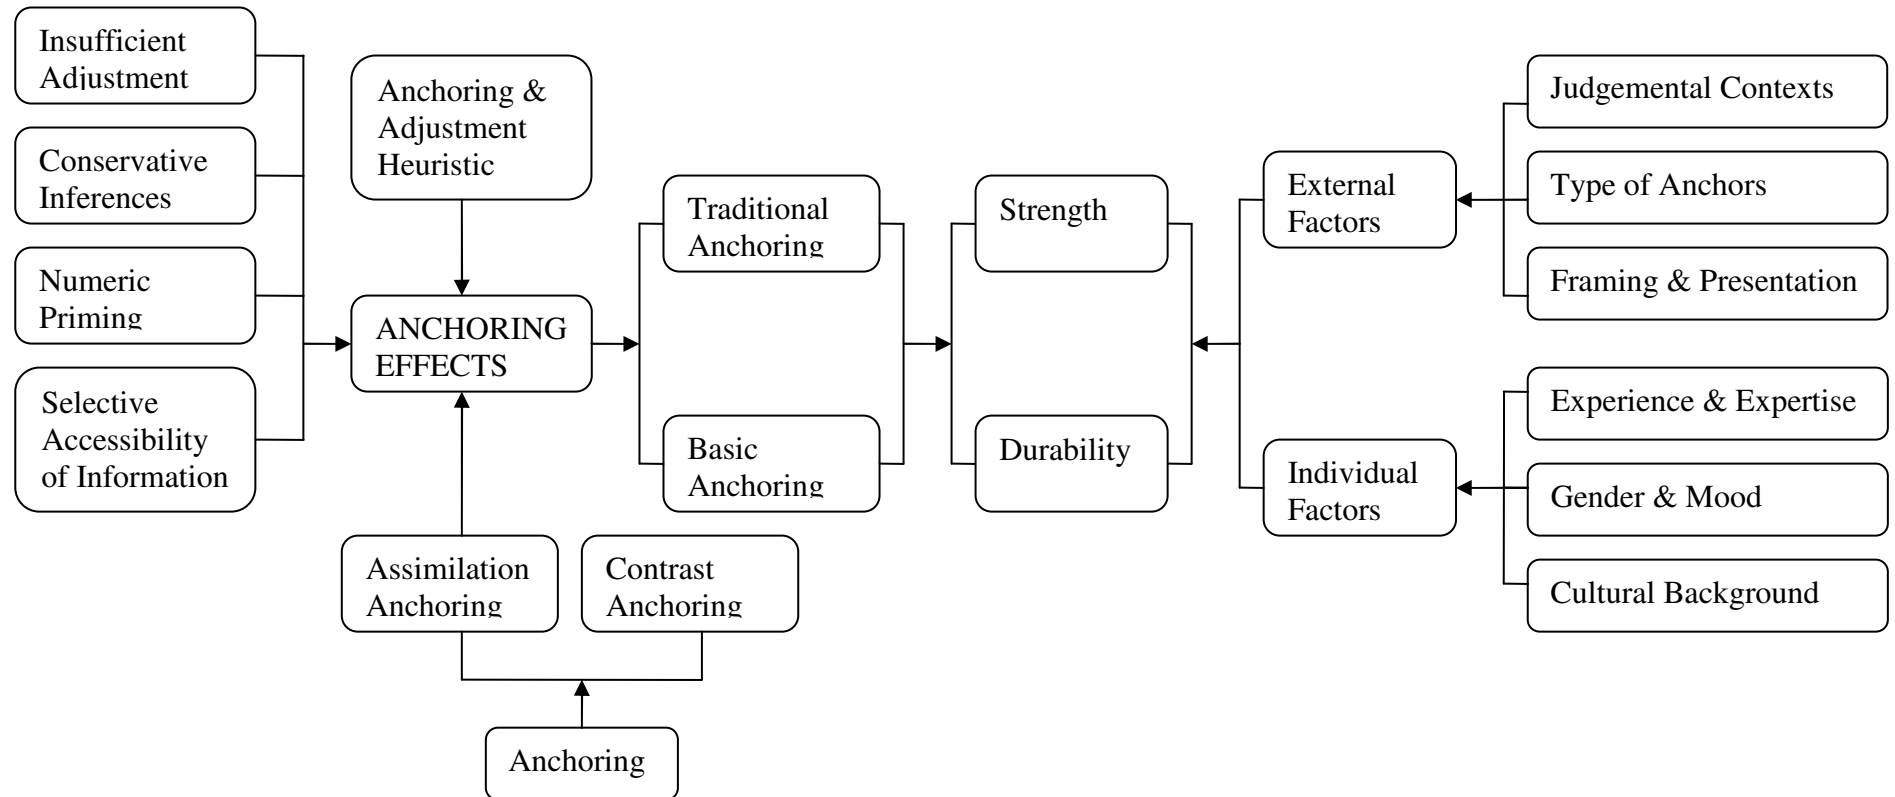 Insufficient
Adjustment
Conservative
Inferences
Numeric
Priming
Selective
Accessibility
of Information
Anchoring &
Adjustment
Heuristic
ANCHORING
EFFECTS
Assimilation
Anchoring
Contrast
Anchoring
Anchoring
Traditional
Anchoring
Basic
Anchoring
Strength
Durability
External
Factors
Individual
Factors
Judgemental Contexts
Type of Anchors
Framing & Presentation
Experience & Expertise
Gender & Mood
Cultural Background